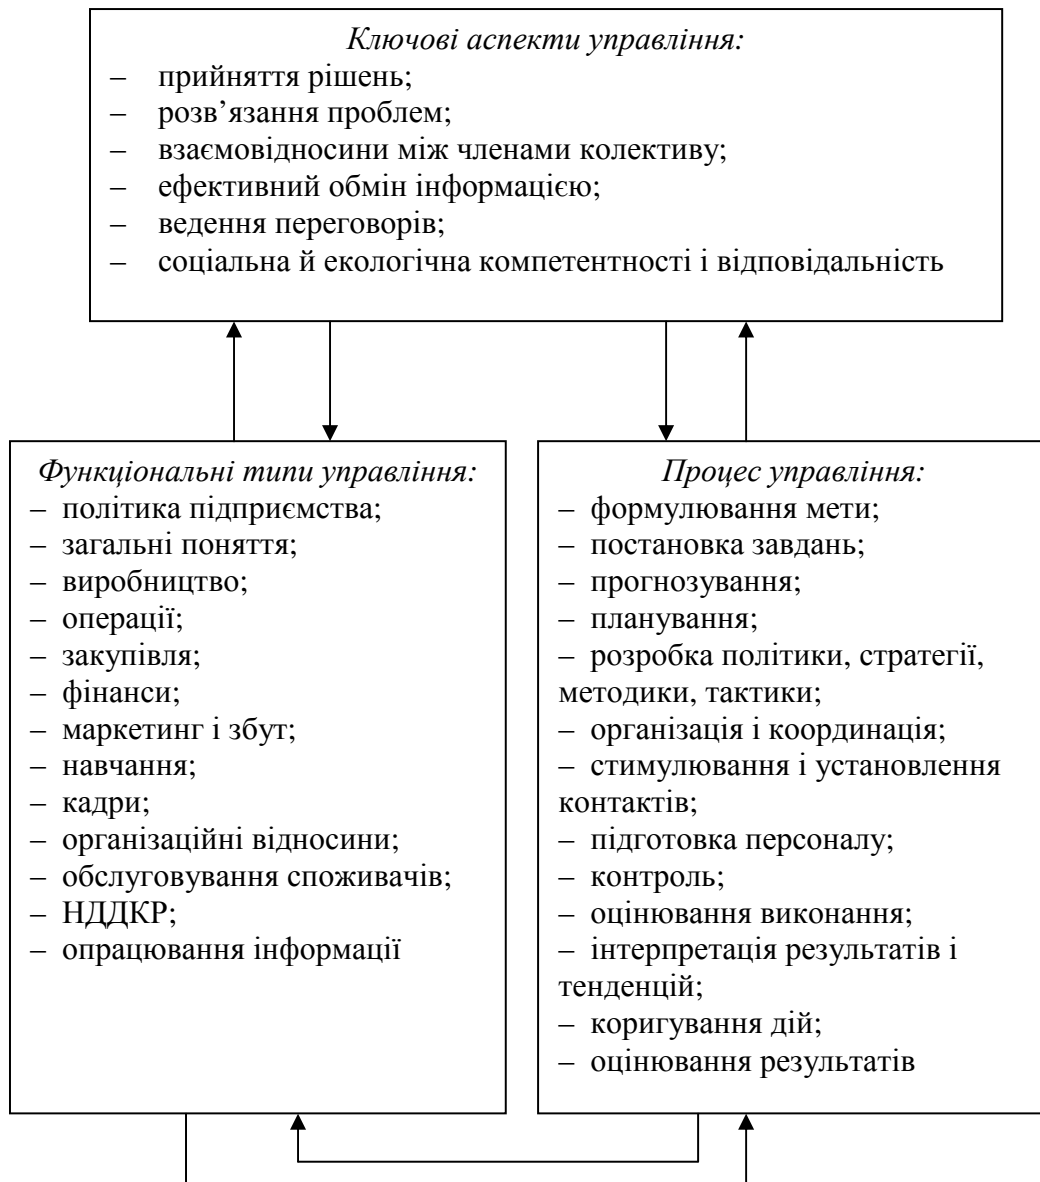 Ключові аспекти управління:
– прийняття рішень;
– розв’язання проблем;
– взаємовідносини між членами колективу;
– ефективний обмін інформацією;
– ведення переговорів;
– соціальна й екологічна компетентності і відповідальність
Функціональні типи управління:
– політика підприємства;
– загальні поняття;
– виробництво;
– операції;
– закупівля;
– фінанси;
– маркетинг і збут;
– навчання;
– кадри;
– організаційні відносини;
– обслуговування споживачів;
– НДДКР;
– опрацювання інформації
Процес управління:
– формулювання мети;
– постановка завдань;
– прогнозування;
– планування;
– розробка політики, стратегії,
методики, тактики;
– організація і координація;
– стимулювання і установлення
контактів;
– підготовка персоналу;
– контроль;
– оцінювання виконання;
– інтерпретація результатів і
тенденцій;
– коригування дій;
– оцінювання результатів